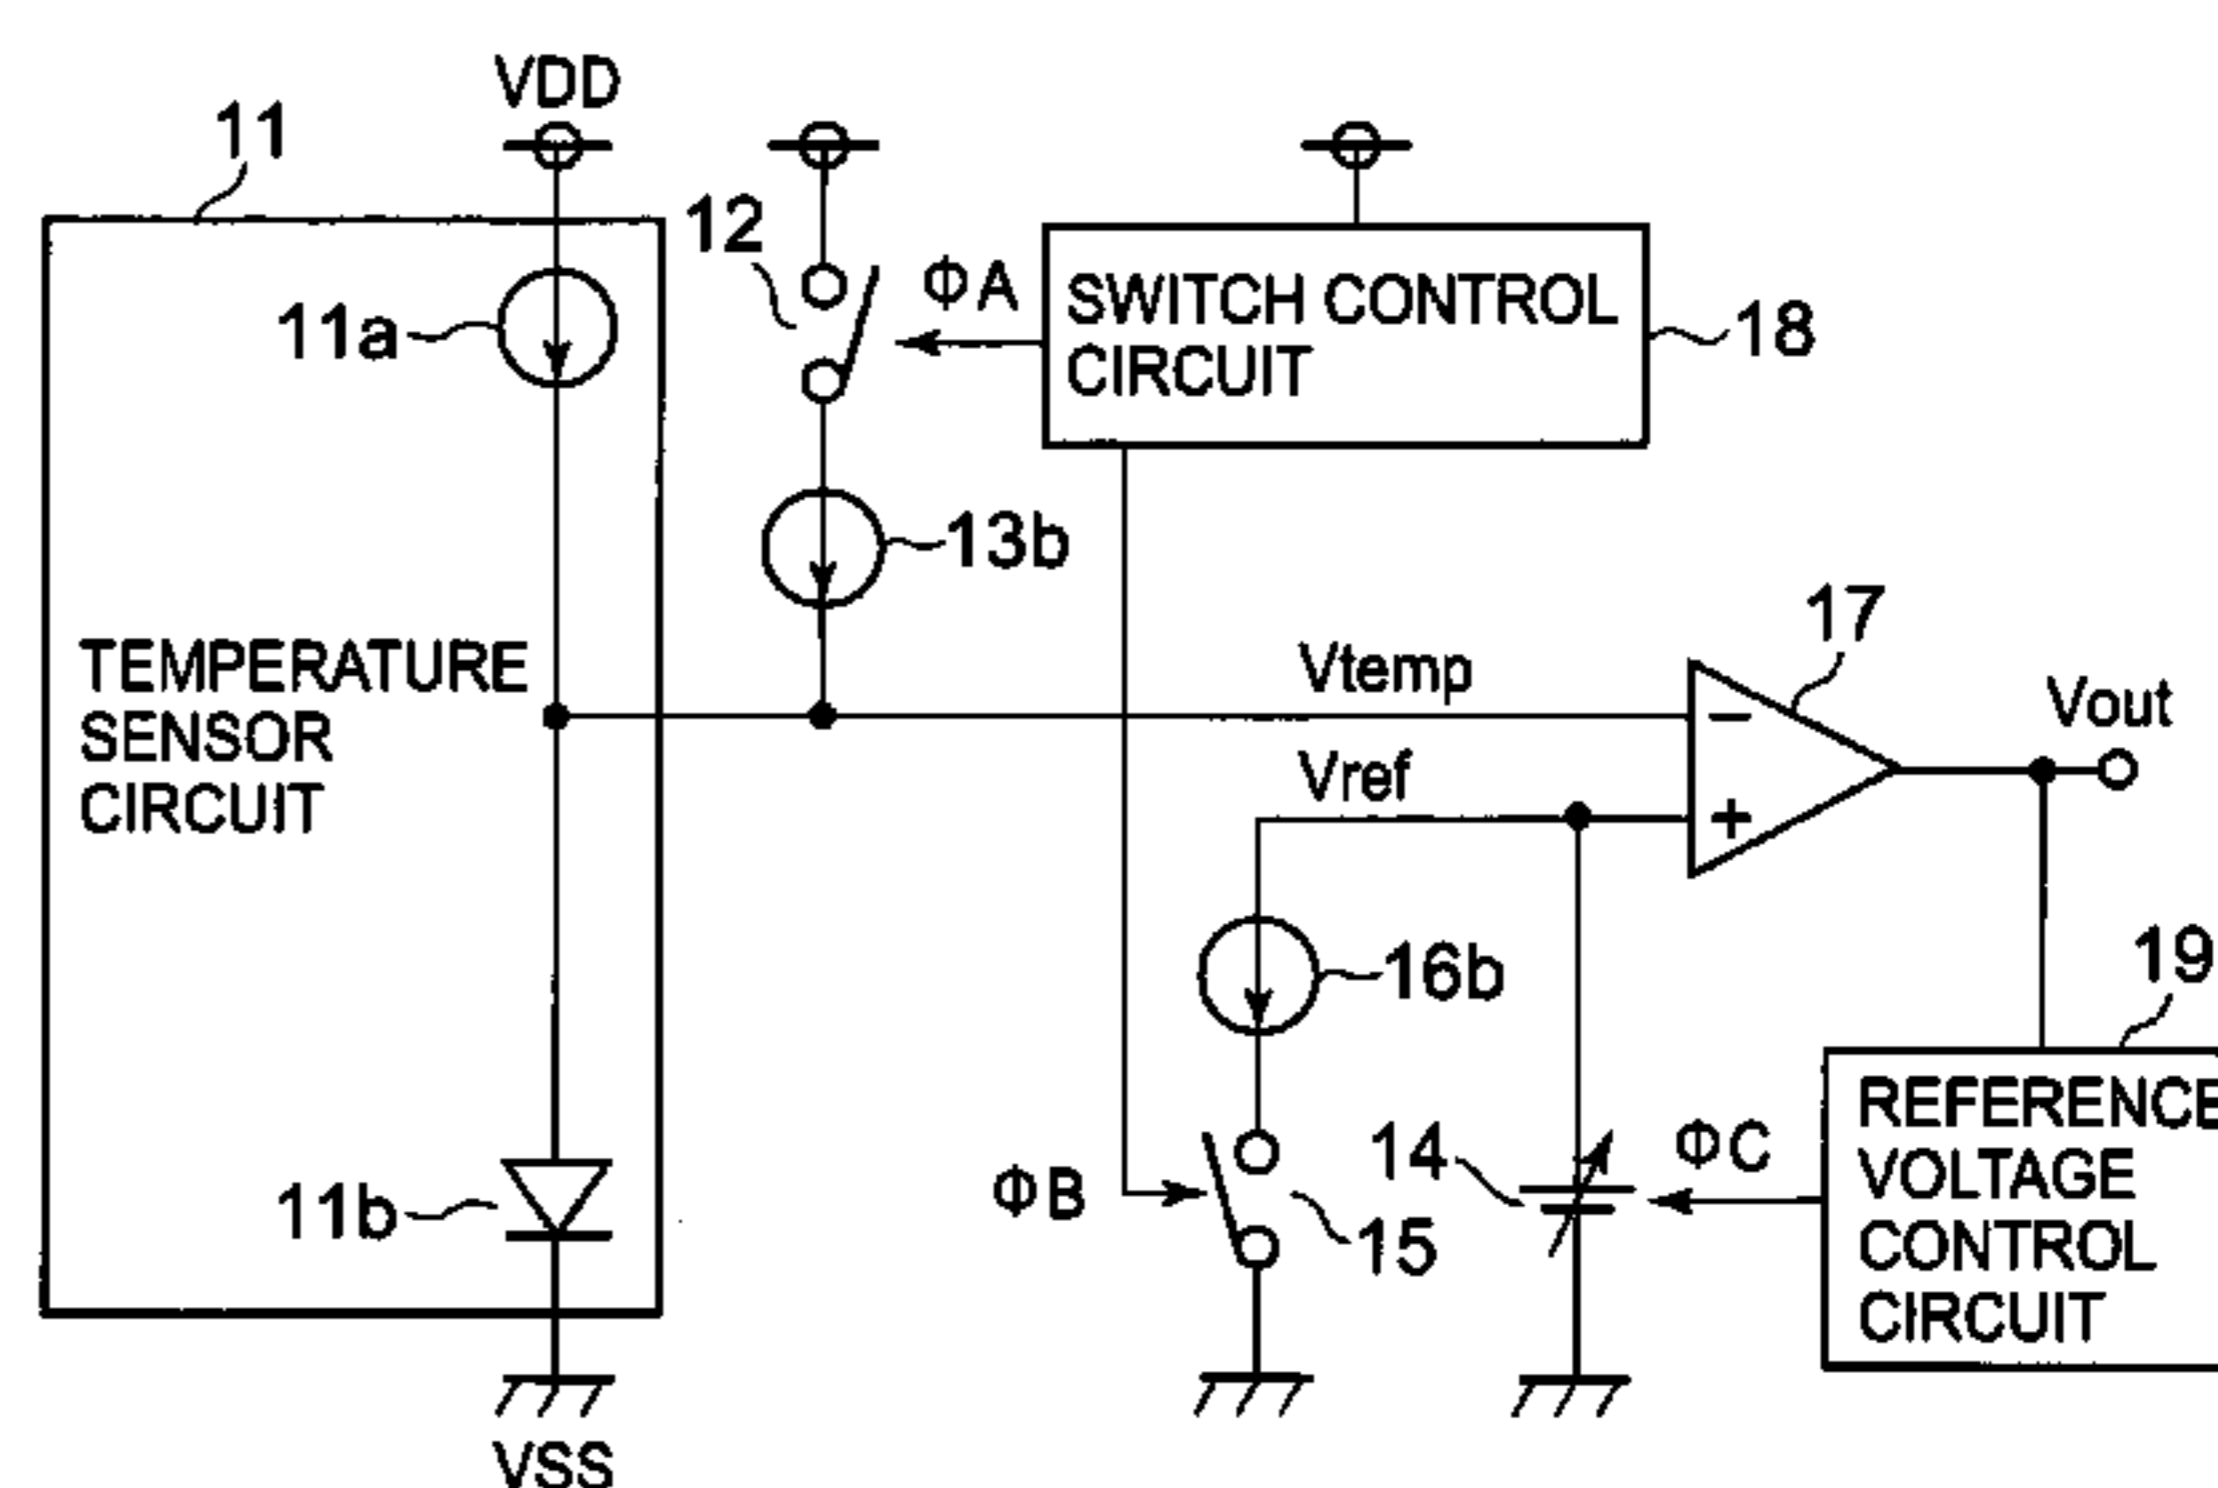 VDD
11
12
ΦA
SWITCH CONTROL
CIRCUIT
18
11a
13b
17
TEMPERATURE
SENSOR
CIRCUIT
Vtemp
Vout
Vref
−
+
16b
19
REFERENCE
VOLTAGE
CONTROL
CIRCUIT
14
ΦC
ΦB
11b
15
VSS